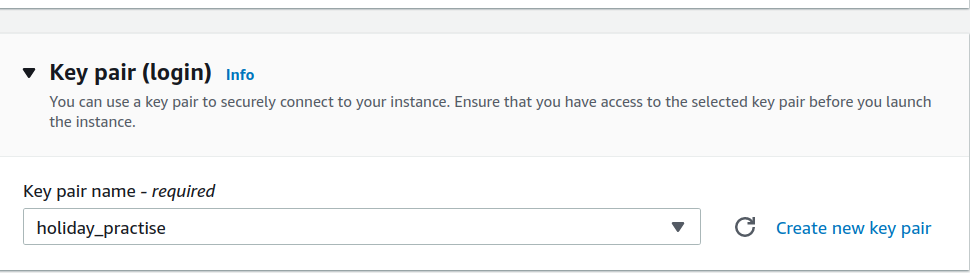 Key pair (login) Info
You can use a key pair to securely connect to your instance. Ensure that you have access to the selected key pair before you launch
the instance.
Key pair name - required
holiday_practise
Create new key pair